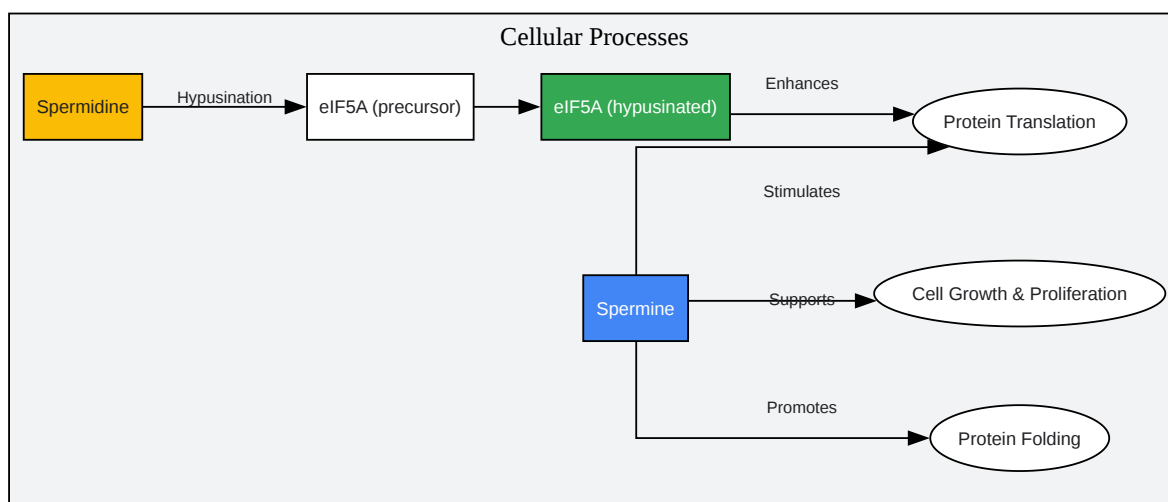 Cellular Processes
Spermidine
Hypusination
eIF5A (precursor)
eIF5A (hypusinated)
Enhances
Protein Translation
Stimulates
Spermine
Supports
Cell Growth & Proliferation
Promotes
Protein Folding